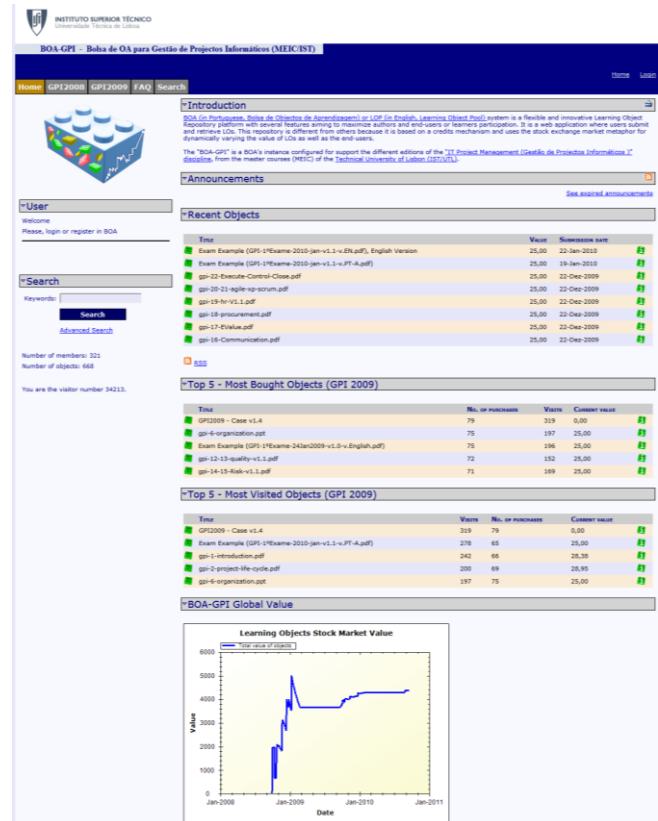 INSTITUTO SUPERIOR TÉCNICO
Universidade Técnica de Lisboa
BOA-GPI - Bolsa de OA para Gestão de Projectos Informáticos (MEIC/IST)
Home Login
Home GPI2008 GPI2009 FAQ Search
Introduction
BOA (in Portuguese, Bolsa de Objectos de Aprendizagem) or LOP (in English, Learning Object Pool) system is a flexible and innovative Learning Object
Repository platform with several features aiming to maximize authors and end-users or learners participation. It is a web application where users submit
and retrieve LOs. This repository is different from others because it is based on a credits mechanism and uses the stock exchange market metaphor for
dynamically varying the value of LOs as well as the end-users.
The "BOA-GPI" is a BOA's instance configured for support the different editions of the "IT Project Management (Gestão de Projectos Informáticos )"
discipline, from the master courses (MEIC) of the Technical University of Lisbon (IST/UTL).
Announcements
See expired announcements
User
Welcome
Please, login or register in BOA
Search
Keywords:
Search
Advanced Search
Number of members: 321
Number of objects: 668
You are the visitor number 34213.
Recent Objects
Title Value Submission date
Exam Example (GPI-1ºExame-2010-jan-v1.1-v.EN.pdf), English Version 25,00 22-Jan-2010
Exam Example (GPI-1ºExame-2010-jan-v1.1-v.PT-A.pdf) 25,00 19-Jan-2010
gpi-22-Execute-Control-Close.pdf 25,00 22-Dez-2009
gpi-20-21-agile-xp-scrum.pdf 25,00 22-Dez-2009
gpi-19-hr-V1.1.pdf 25,00 22-Dez-2009
gpi-18-procurement.pdf 25,00 22-Dez-2009
gpi-17-EValue.pdf 25,00 22-Dez-2009
gpi-16-Communication.pdf 25,00 22-Dez-2009
RSS
Top 5 - Most Bought Objects (GPI 2009)
Title No. of purchases Visits Current value
GPI2009 - Case v1.4 79 319 0,00
gpi-6-organization.ppt 75 197 25,00
Exam Example (GPI-1ºExame-24Jan2009-v1.0-v.English.pdf) 75 196 25,00
gpi-12-13-quality-v1.1.pdf 72 152 25,00
gpi-14-15-Risk-v1.1.pdf 71 169 25,00
Top 5 - Most Visited Objects (GPI 2009)
Title Visits No. of purchases Current value
GPI2009 - Case v1.4 319 79 0,00
Exam Example (GPI-1ºExame-2010-jan-v1.1-v.PT-A.pdf) 278 65 25,00
gpi-1-introduction.pdf 242 66 28,38
gpi-2-project-life-cycle.pdf 200 69 28,95
gpi-6-organization.ppt 197 75 25,00
BOA-GPI Global Value
Learning Objects Stock Market Value
Total value of objects
6000
5000
4000
3000
2000
1000
0
Value
Jan-2008 Jan-2009 Jan-2010 Jan-2011
Date